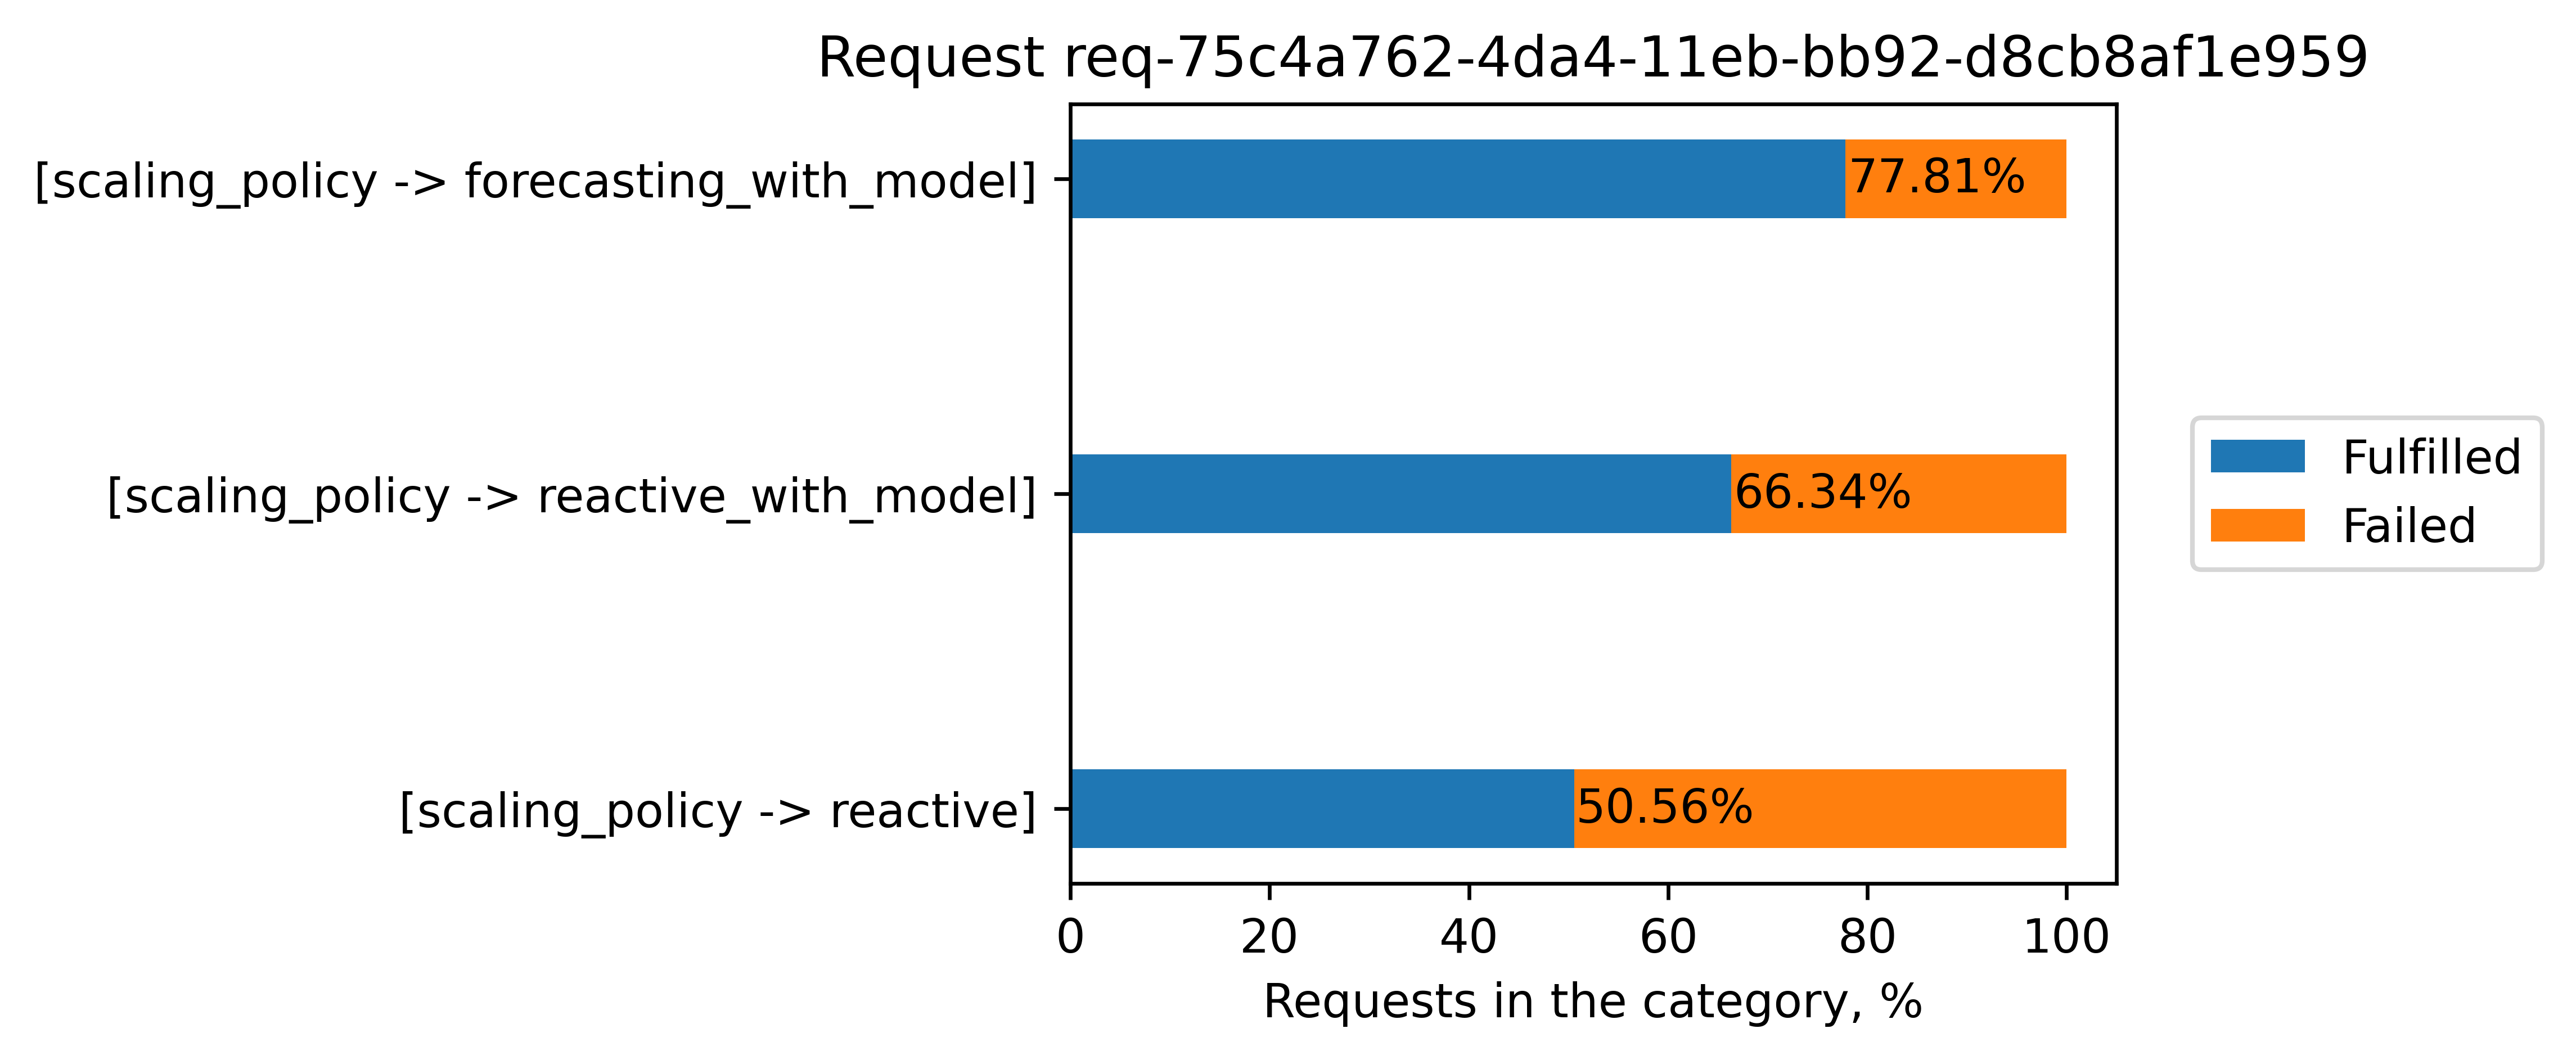 Request req-75c4a762-4da4-11eb-bb92-d8cb8af1e959
[scaling_policy -> forecasting_with_model]
77.81%
[scaling_policy -> reactive_with_model]
66.34%
[scaling_policy -> reactive]
50.56%
0 20 40 60 80 100
Requests in the category, %
Fulfilled
Failed